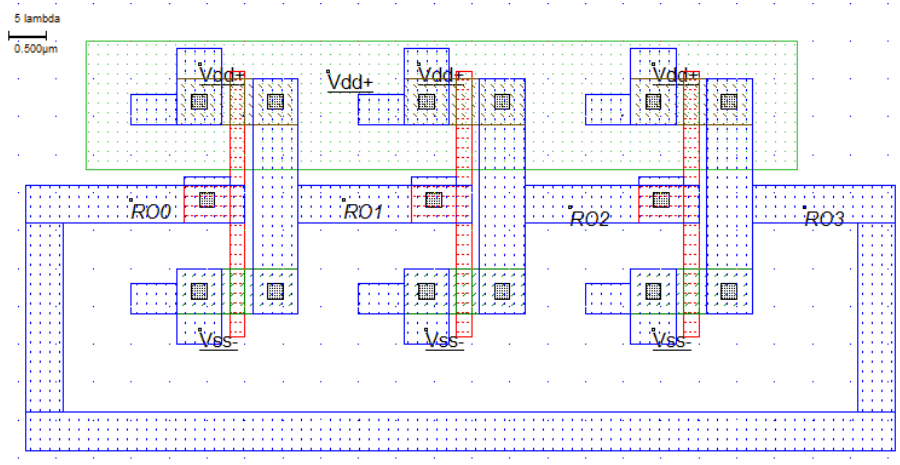 5 lambda
0.500µm
Vdd+
Vdd+
Vdd+
Vdd+
RO0
RO1
RO2
RO3
Vss-
Vss-
Vss-